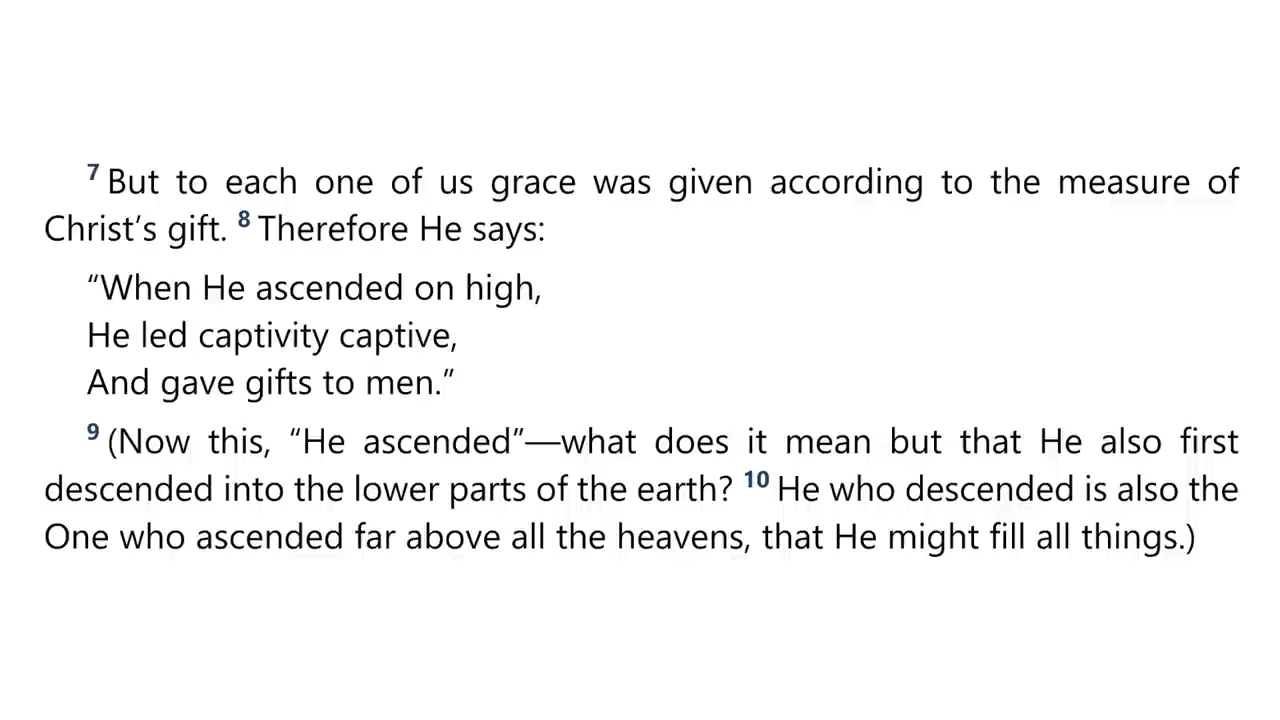 7 But to each one of us grace was given according to the measure of
Christ’s gift. 8 Therefore He says:
“When He ascended on high,
He led captivity captive,
And gave gifts to men.”
9 (Now this, “He ascended”—what does it mean but that He also first
descended into the lower parts of the earth? 10 He who descended is also the
One who ascended far above all the heavens, that He might fill all things.)